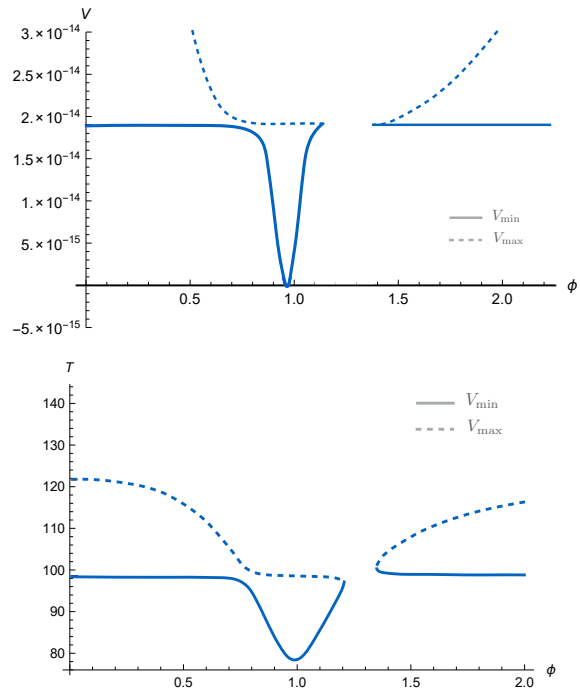 V
3.×10⁻¹⁴
2.5×10⁻¹⁴
2.×10⁻¹⁴
1.5×10⁻¹⁴
1.×10⁻¹⁴
5.×10⁻¹⁵
-5.×10⁻¹⁵
0.5 1.0 1.5 2.0 ϕ
V_min
V_max
T
140
120
110
100
90
80
0.5 1.0 1.5 2.0 ϕ
V_min
V_max